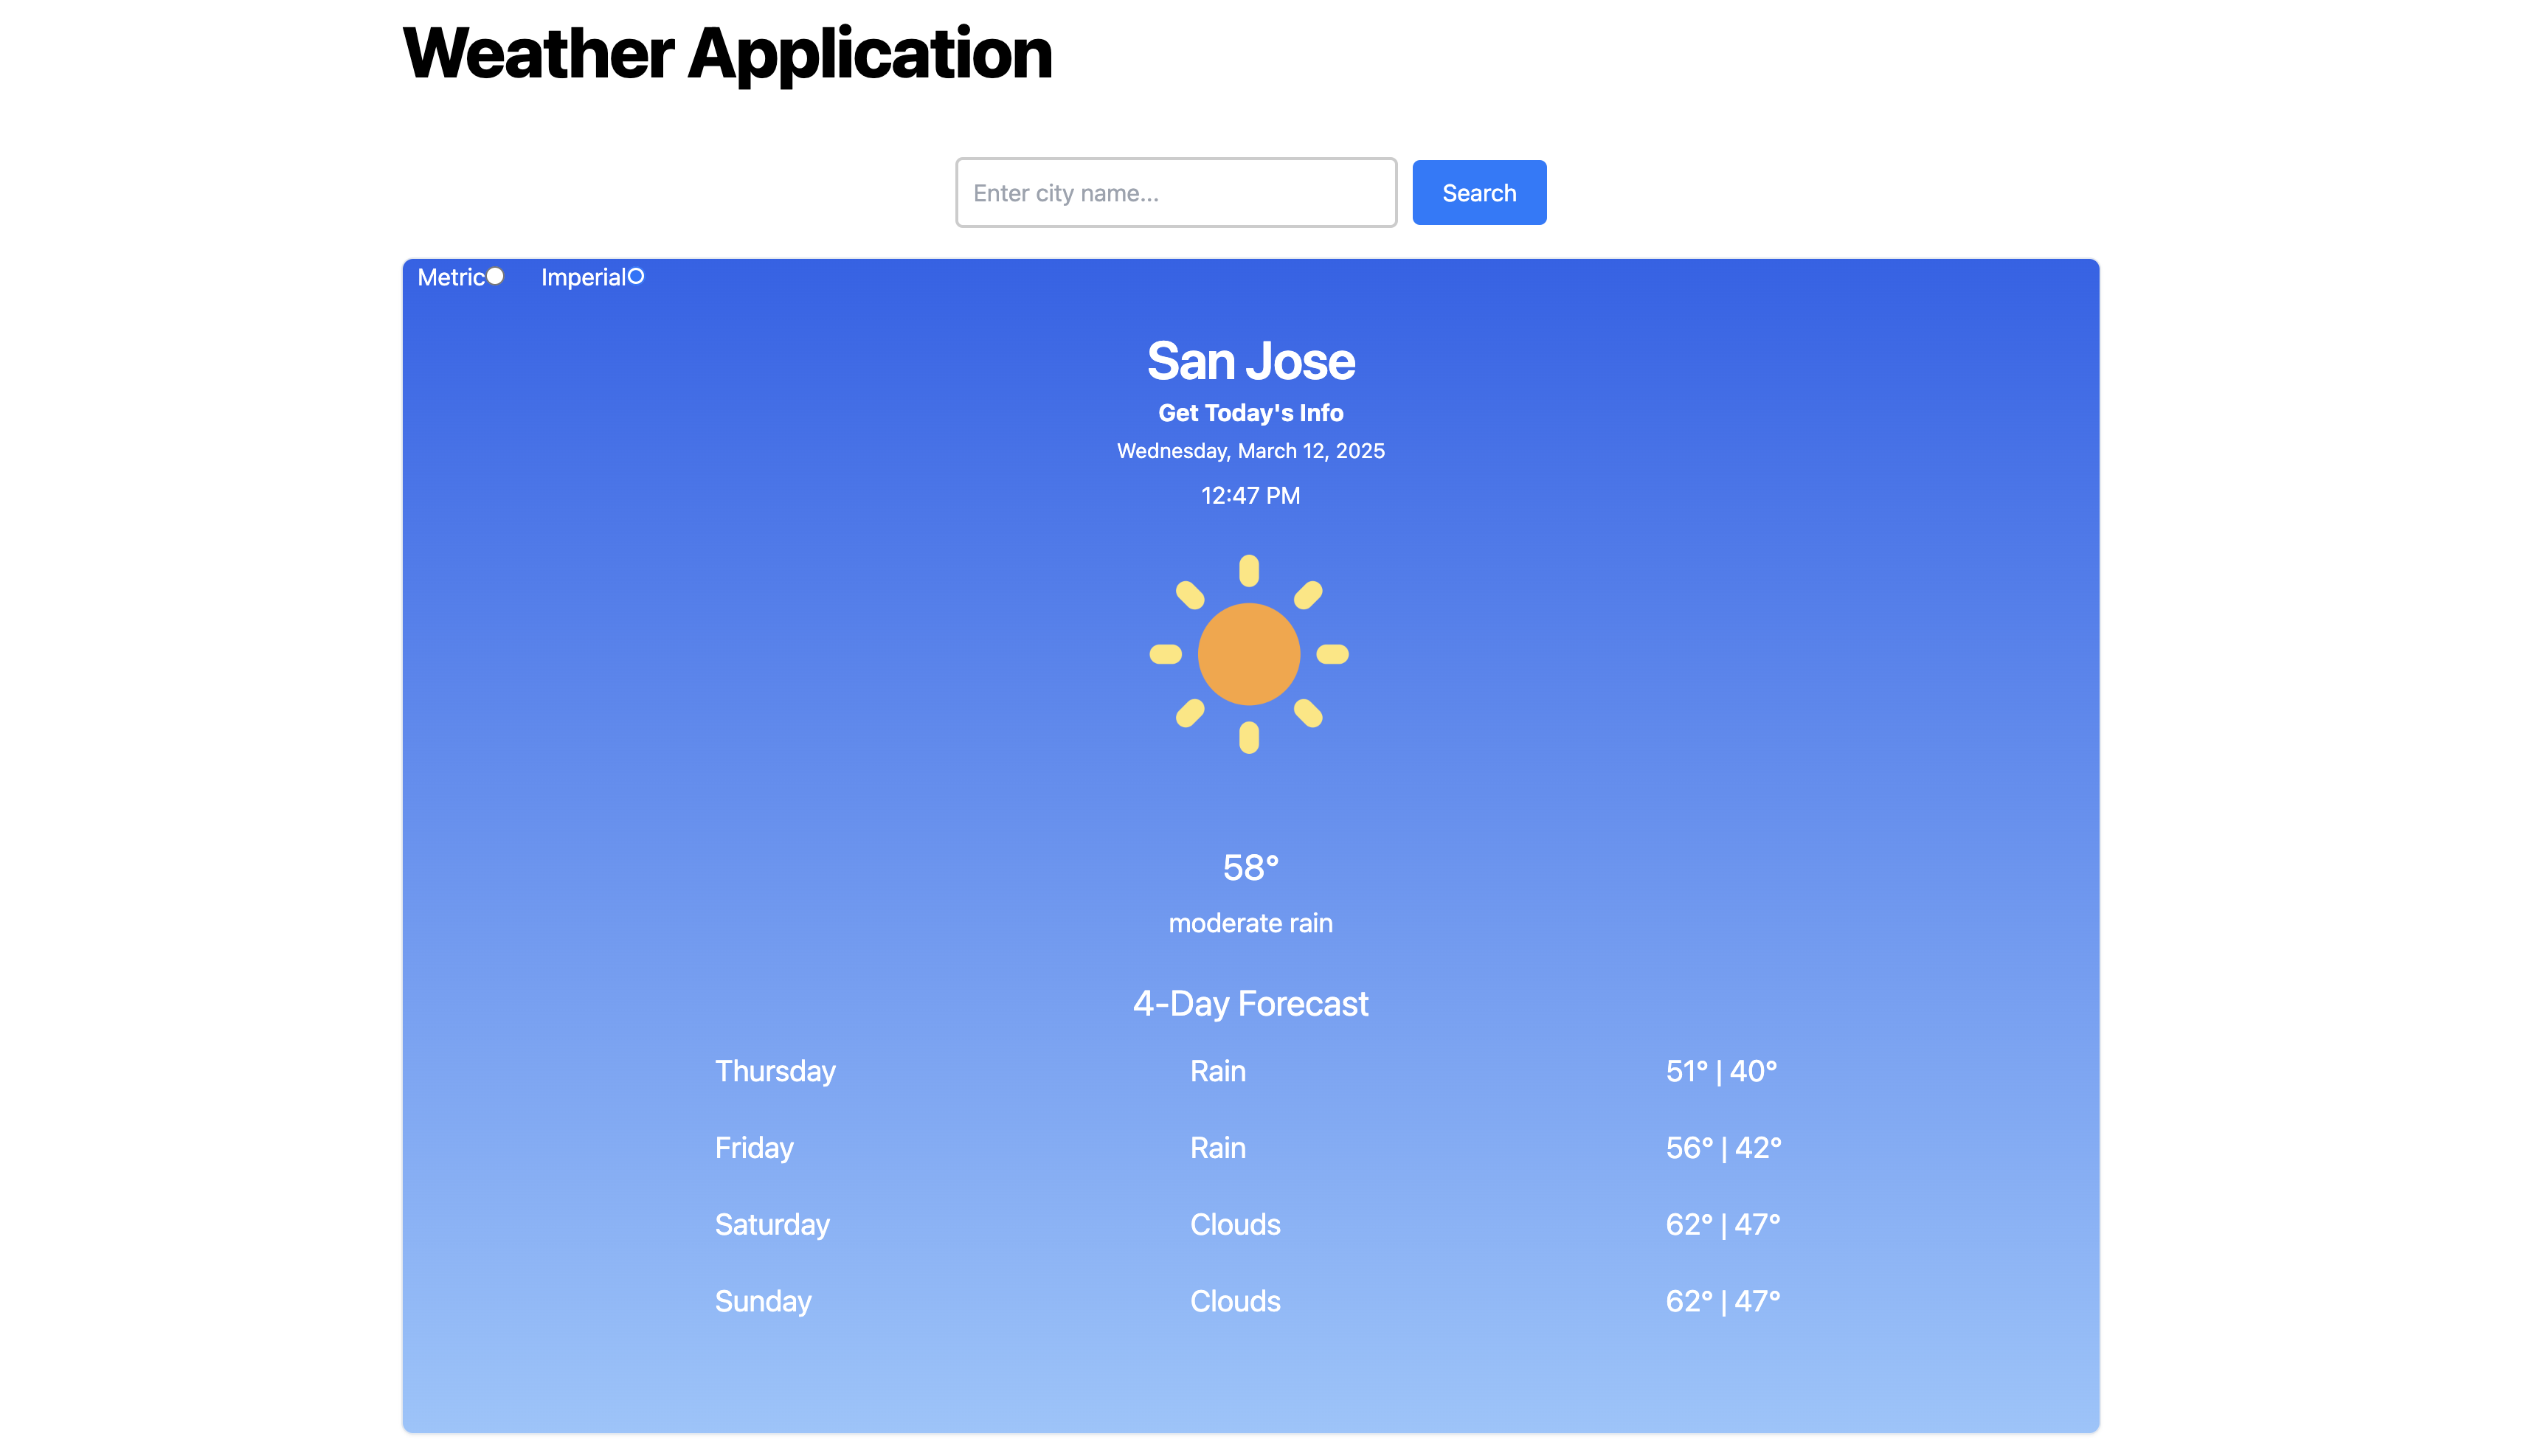 Weather Application
Enter city name...
Search
Metric Imperial
San Jose
Get Today's Info
Wednesday, March 12, 2025
12:47 PM
58°
moderate rain
4-Day Forecast
Thursday Rain 51° | 40°
Friday Rain 56° | 42°
Saturday Clouds 62° | 47°
Sunday Clouds 62° | 47°